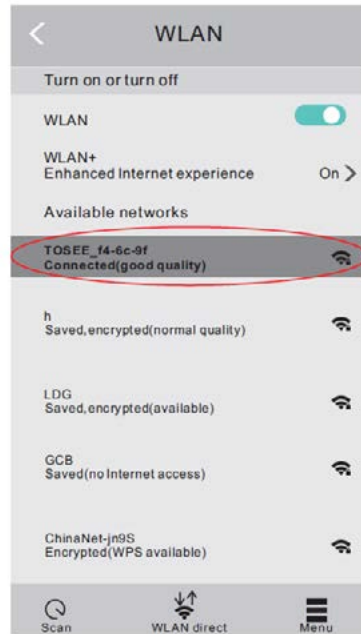 WLAN
Turn on or turn off
WLAN
WLAN+
Enhanced Internet experience On
Available networks
TOSEE_f4-6c-9f
Connected(good quality)
h
Saved,encrypted(normal quality)
LDG
Saved,encrypted(available)
GCB
Saved(no Internet access)
ChinaNet-jn9S
Encrypted(WPS available)
Scan WLAN direct Menu